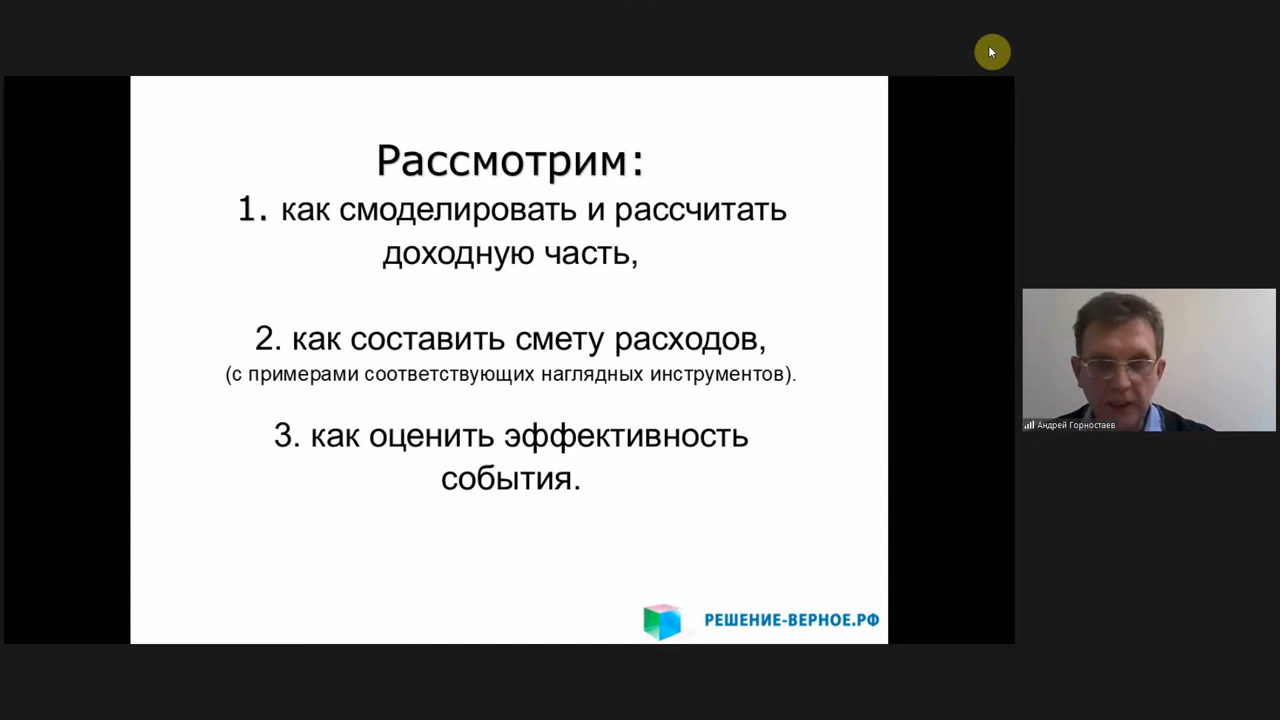 Рассмотрим:
1. как смоделировать и рассчитать
доходную часть,
2. как составить смету расходов,
(с примерами соответствующих наглядных инструментов).
3. как оценить эффективность
события.
РЕШЕНИЕ-ВЕРНОЕ.РФ
Андрей Горностаев